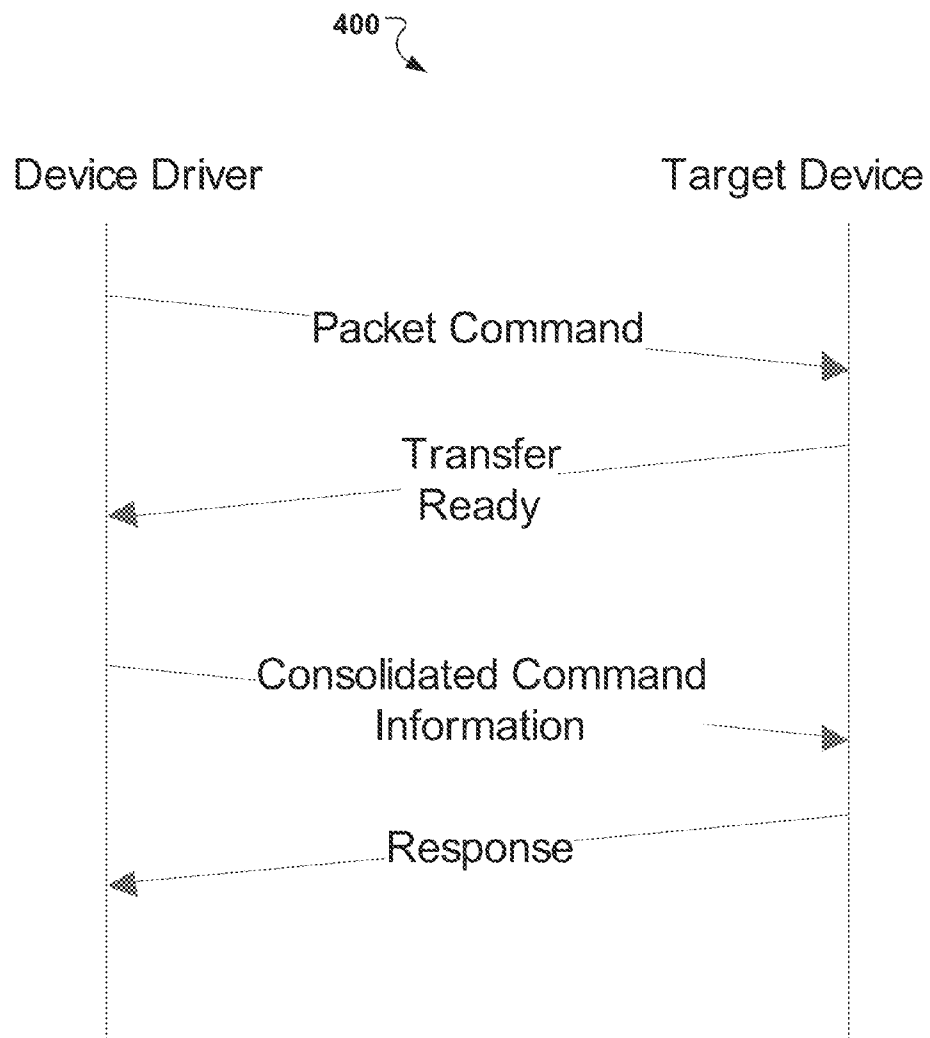 400
Device Driver
Target Device
Packet Command
Transfer
Ready
Consolidated Command
Information
Response